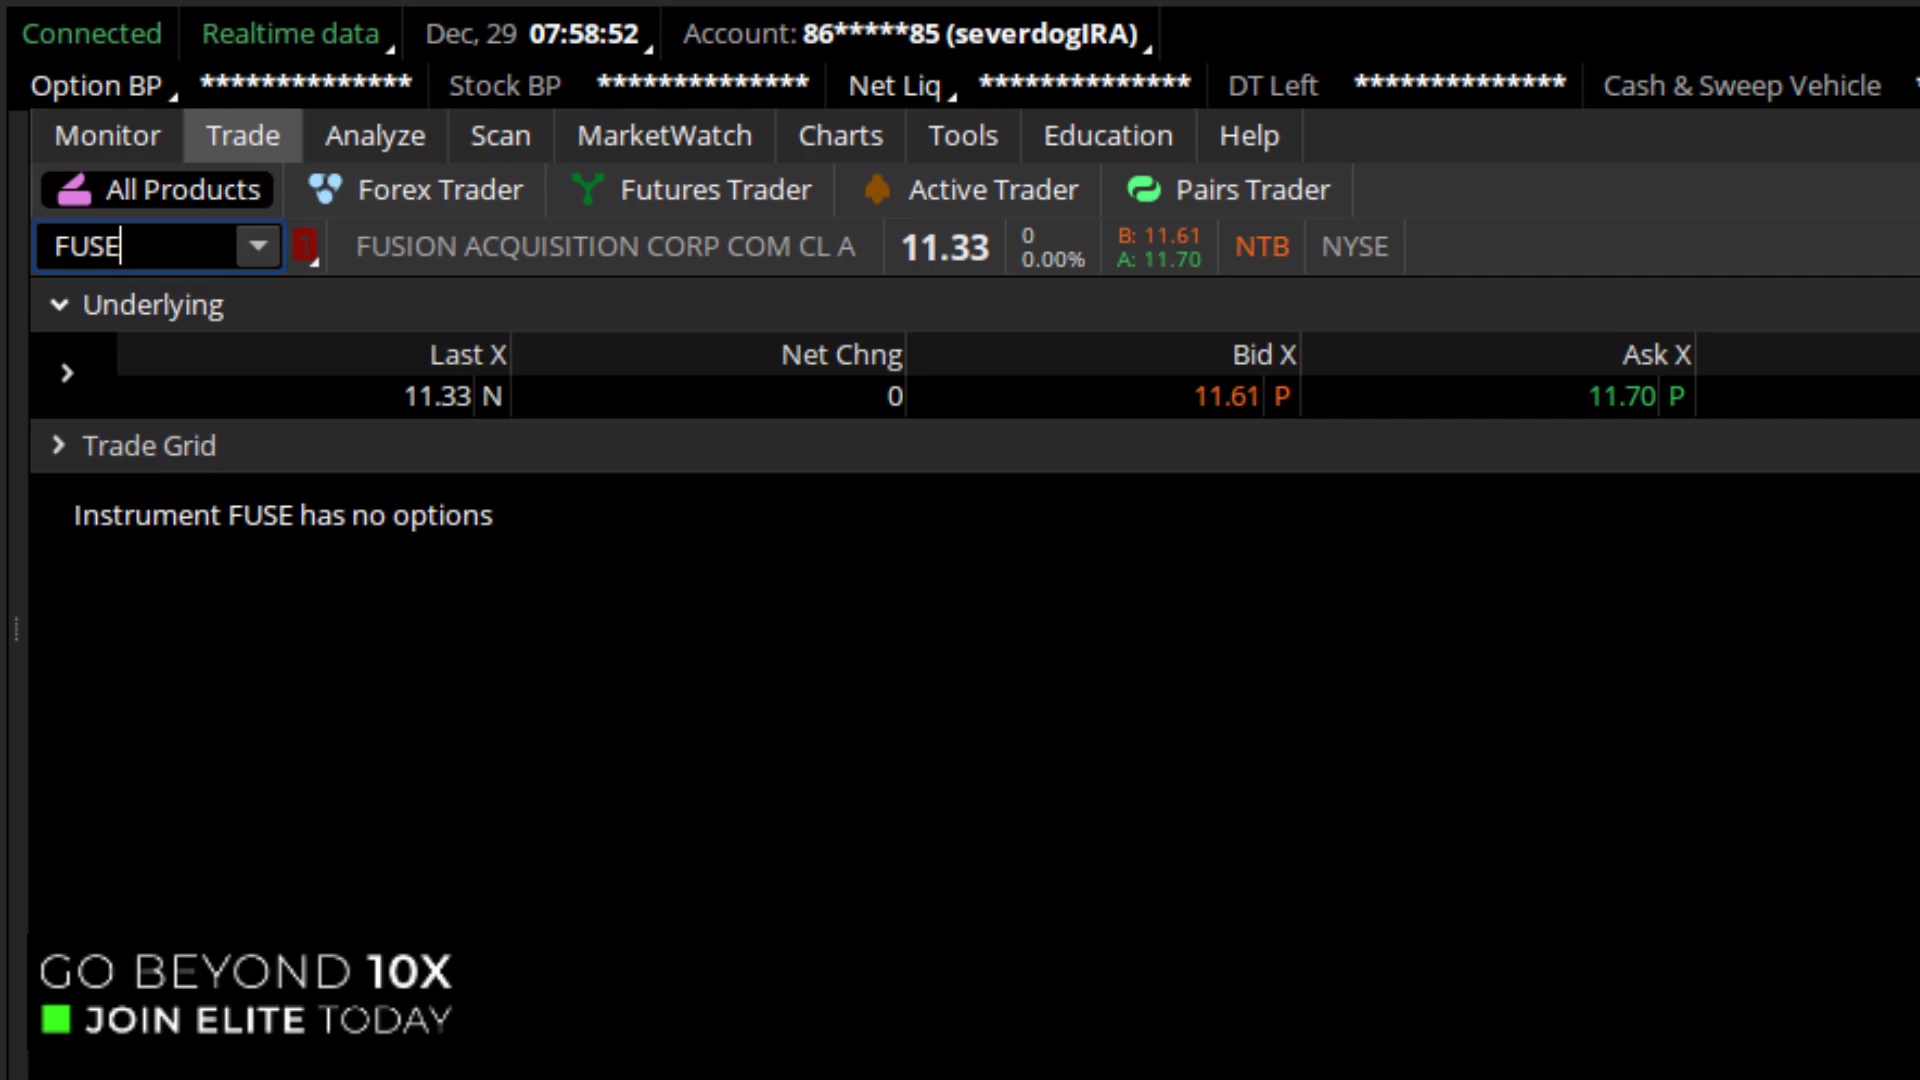 Connected Realtime data Dec, 29 07:58:52 Account: 86*****85 (severdogIRA)
Option BP ************** Stock BP ************** Net Liq ************** DT Left ************** Cash & Sweep Vehicle *
Monitor Trade Analyze Scan MarketWatch Charts Tools Education Help
All Products Forex Trader Futures Trader Active Trader Pairs Trader
FUSE FUSION ACQUISITION CORP COM CL A 11.33 0 0.00% B: 11.61 A: 11.70 NTB NYSE
Underlying
Last X Net Chng Bid X Ask X
11.33 N 0 11.61 P 11.70 P
Trade Grid
Instrument FUSE has no options
GO BEYOND 10X
JOIN ELITE TODAY